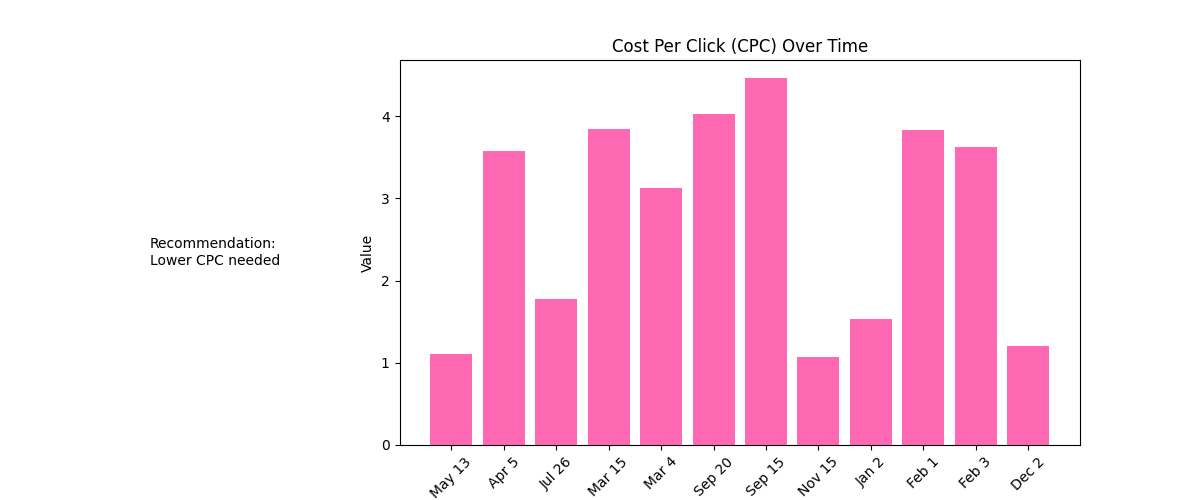 Cost Per Click (CPC) Over Time
Recommendation:
Lower CPC needed
Value
4
3
2
1
0
May 13
Apr 5
Jul 26
Mar 15
Mar 4
Sep 20
Sep 15
Nov 15
Jan 2
Feb 1
Feb 3
Dec 2